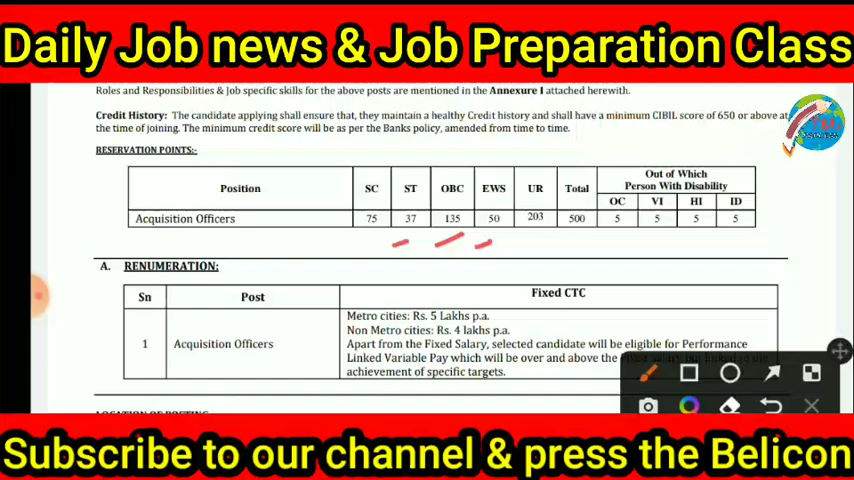 Daily Job news & Job Preparation Class
Roles and Responsibilities & Job specific skills for the above posts are mentioned in the Annexure I attached herewith.
Credit History: The candidate applying shall ensure that, they maintain a healthy Credit history and shall have a minimum CIBIL score of 650 or above at
the time of joining. The minimum credit score will be as per the Banks policy, amended from time to time.
RESERVATION POINTS:-
Position SC ST OBC EWS UR Total Out of Which Person With Disability
OC VI HI ID
Acquisition Officers 75 37 135 50 203 500 5 5 5 5
A. RENUMERATION:
Sn Post Fixed CTC
1 Acquisition Officers
Metro cities: Rs. 5 Lakhs p.a.
Non Metro cities: Rs. 4 lakhs p.a.
Apart from the Fixed Salary, selected candidate will be eligible for Performance
Linked Variable Pay which will be over and above the
achievement of specific targets.
Subscribe to our channel & press the Belicon